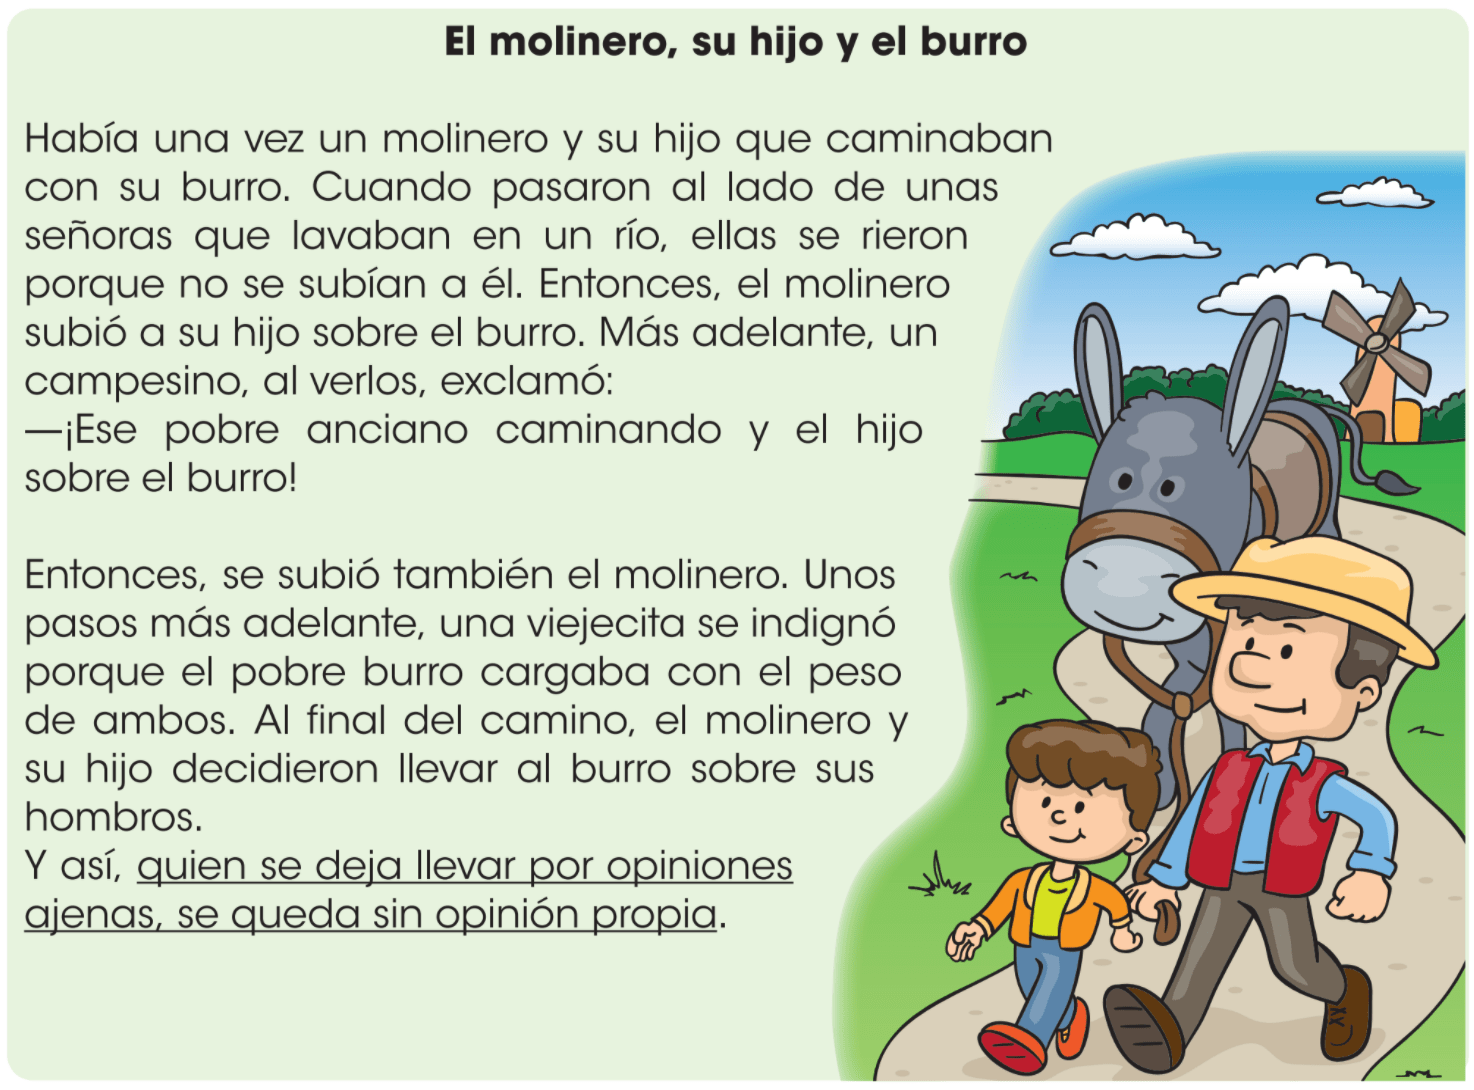 El molinero, su hijo y el burro
Había una vez un molinero y su hijo que caminaban
con su burro. Cuando pasaron al lado de unas
señoras que lavaban en un río, ellas se rieron
porque no se subían a él. Entonces, el molinero
subió a su hijo sobre el burro. Más adelante, un
campesino, al verlos, exclamó:
—¡Ese pobre anciano caminando y el hijo
sobre el burro!
Entonces, se subió también el molinero. Unos
pasos más adelante, una viejecita se indignó
porque el pobre burro cargaba con el peso
de ambos. Al final del camino, el molinero y
su hijo decidieron llevar al burro sobre sus
hombros.
Y así, quien se deja llevar por opiniones
ajenas, se queda sin opinión propia.